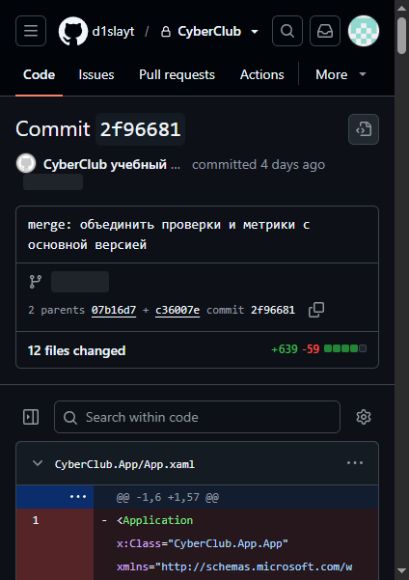 d1slayt / CyberClub
Code Issues Pull requests Actions More
Commit 2f96681
CyberClub учебный ... committed 4 days ago
merge: объединить проверки и метрики с
основной версией
2 parents 07b16d7 + c36007e commit 2f96681
12 files changed +639 -59
Search within code
CyberClub.App/App.xaml
@@ -1,6 +1,57 @@
1 - <Application
x:Class="CyberClub.App.App"
xmlns="http://schemas.microsoft.com/w